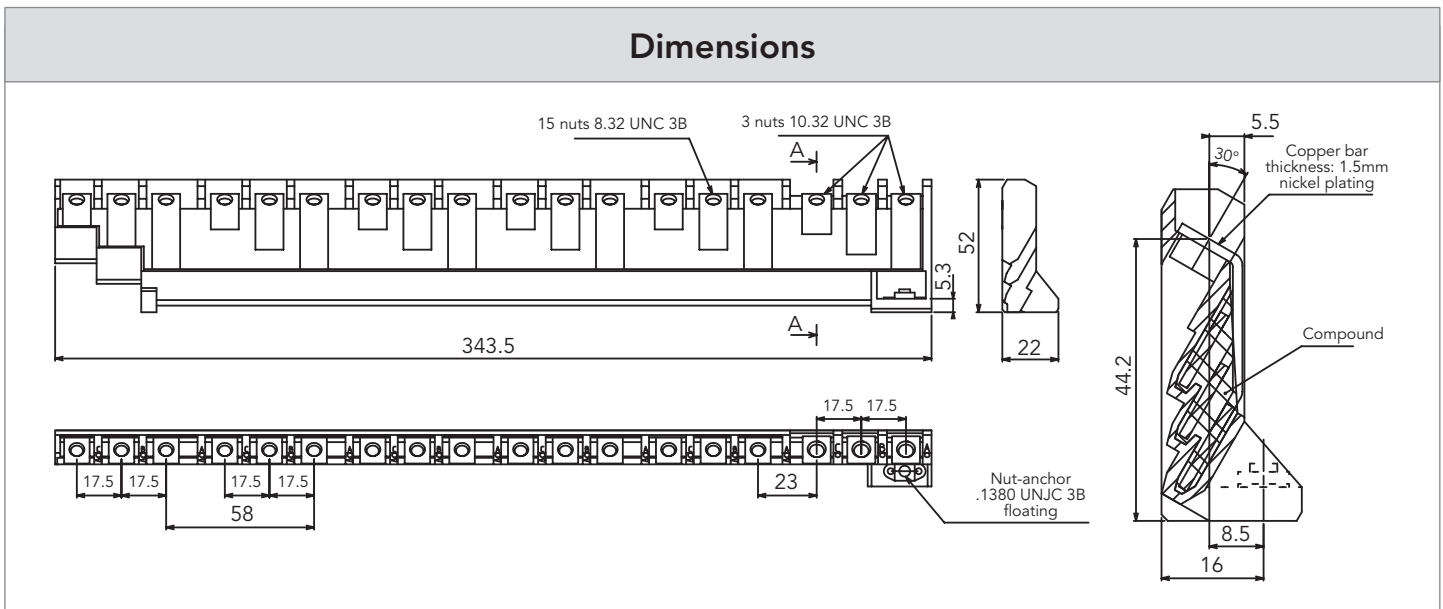 Dimensions
15 nuts 8.32 UNC 3B
3 nuts 10.32 UNC 3B
A
A
343.5
52
5.3
22
5.5
30°
Copper bar
thickness: 1.5mm
nickel plating
Compound
44.2
8.5
16
17.5
17.5
17.5
17.5
17.5
17.5
58
23
Nut-anchor
.1380 UNJC 3B
floating